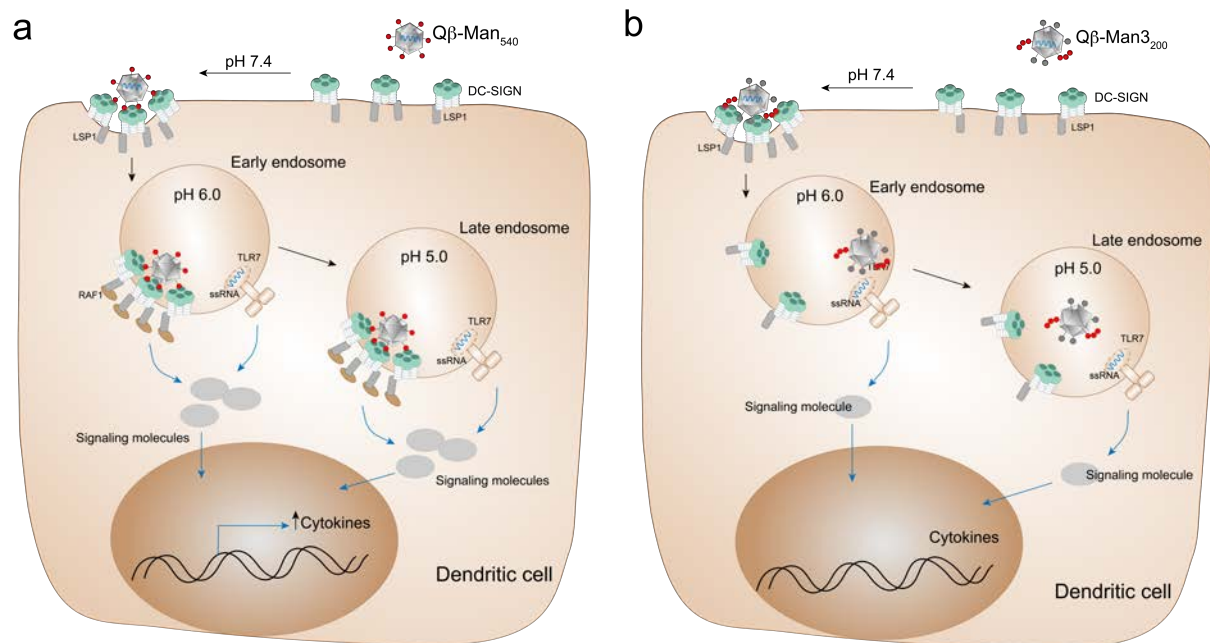 a
Qβ-Man540
pH 7.4
DC-SIGN
LSP1
LSP1
Early endosome
pH 6.0
Late endosome
TLR7
pH 5.0
RAF1
ssRNA
TLR7
ssRNA
Signaling molecules
Signaling molecules
↑Cytokines
Dendritic cell
b
Qβ-Man3200
pH 7.4
DC-SIGN
LSP1
LSP1
Early endosome
pH 6.0
Late endosome
TLR7
pH 5.0
ssRNA
TLR7
ssRNA
Signaling molecule
Signaling molecule
Cytokines
Dendritic cell